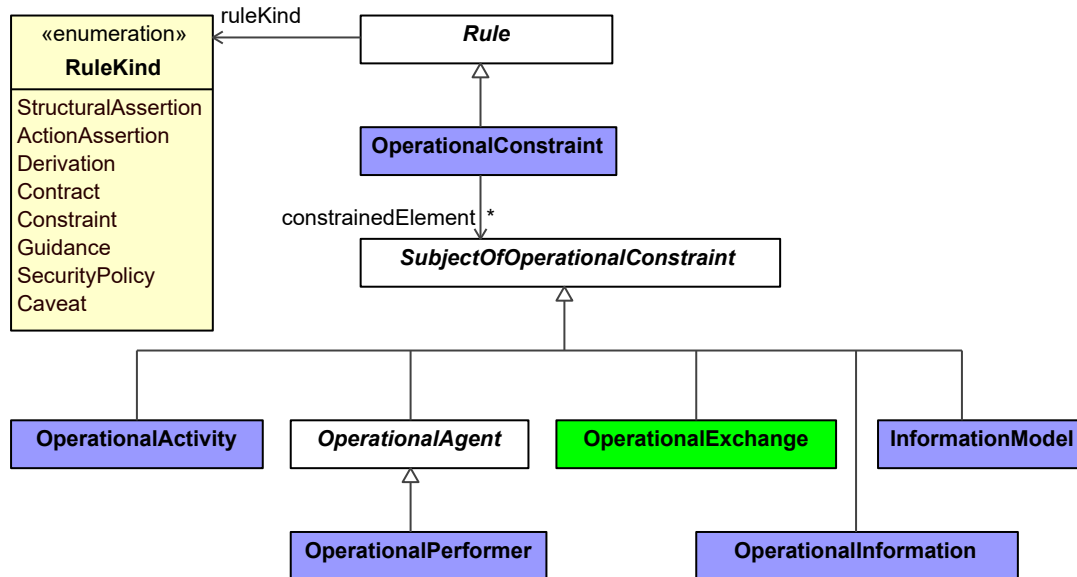 «enumeration»
RuleKind
StructuralAssertion
ActionAssertion
Derivation
Contract
Constraint
Guidance
SecurityPolicy
Caveat
ruleKind
Rule
OperationalConstraint
constrainedElement *
SubjectOfOperationalConstraint
OperationalActivity
OperationalAgent
OperationalExchange
InformationModel
OperationalPerformer
OperationalInformation